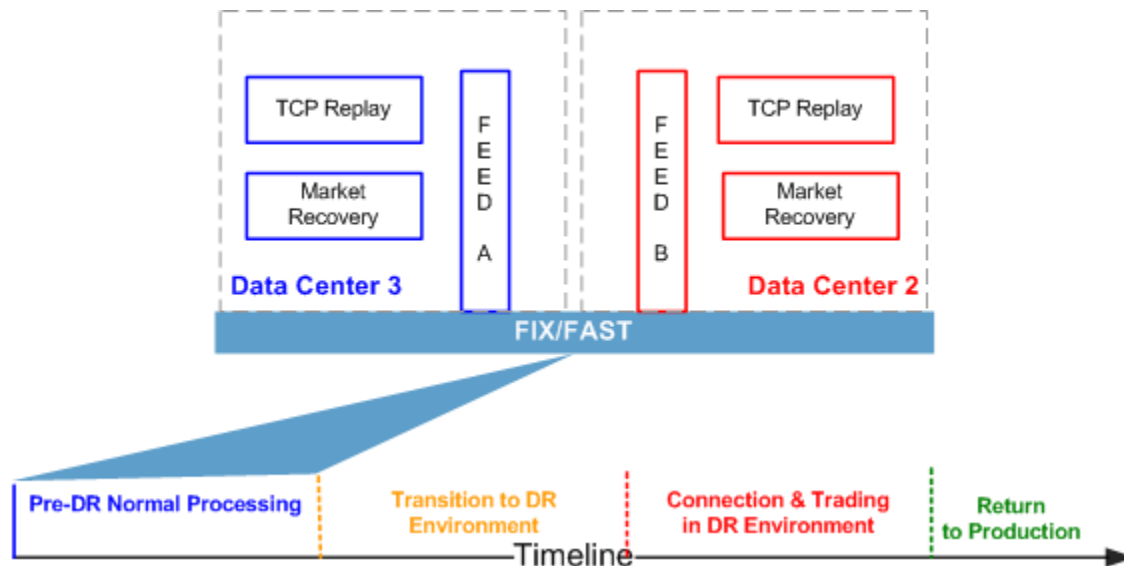 TCP Replay
Market
Recovery
F
E
E
D
A
Data Center 3
F
E
E
D
B
TCP Replay
Market
Recovery
Data Center 2
FIX/FAST
Pre-DR Normal Processing
Transition to DR
Environment
Connection & Trading
in DR Environment
Return
to Production
Timeline